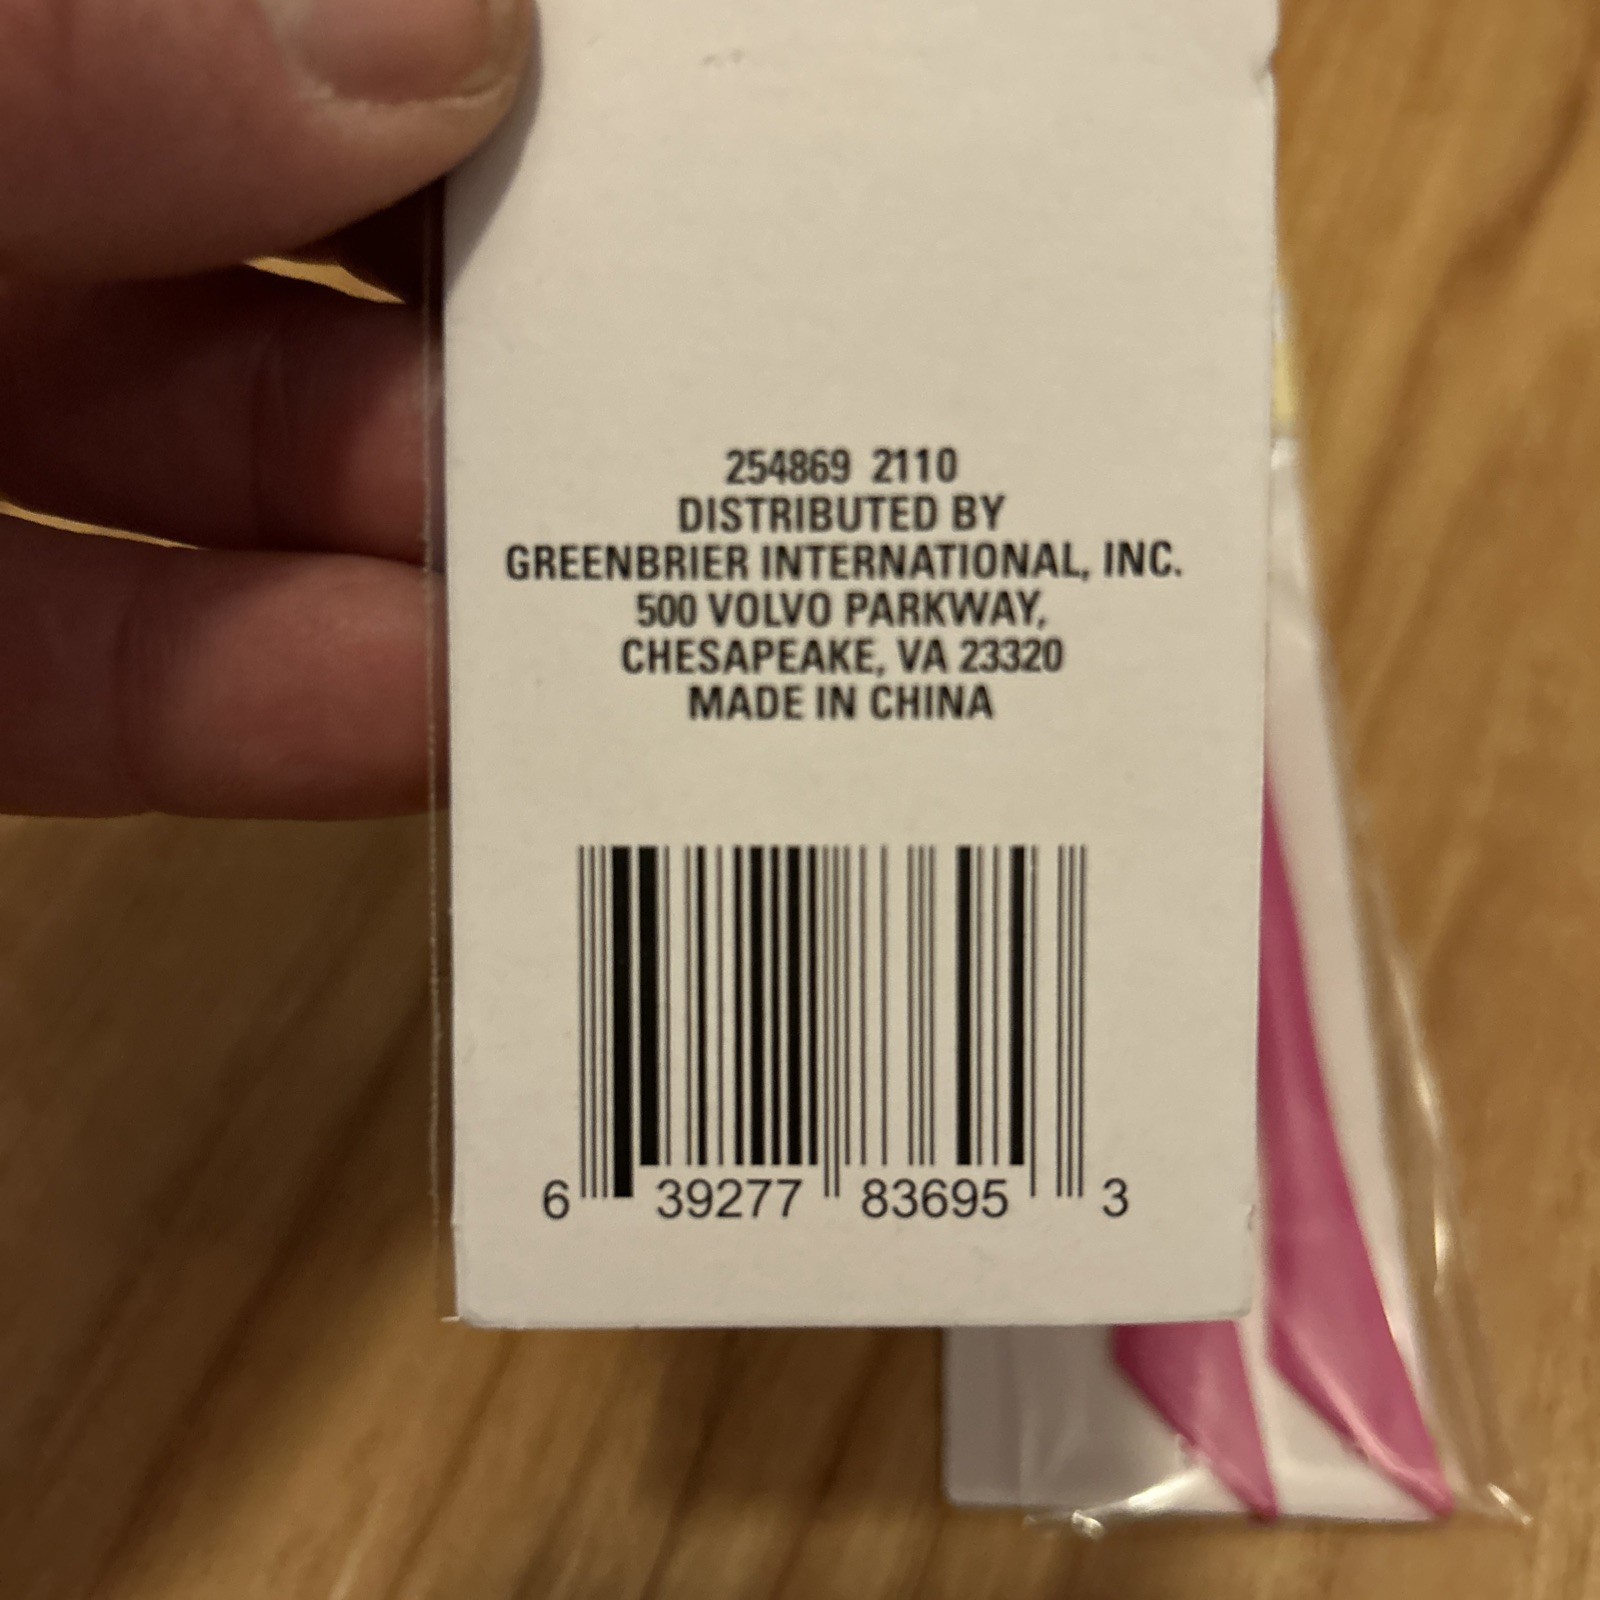 254869 2110
DISTRIBUTED BY
GREENBRIER INTERNATIONAL, INC.
500 VOLVO PARKWAY,
CHESAPEAKE, VA 23320
MADE IN CHINA
6 39277 83695 3